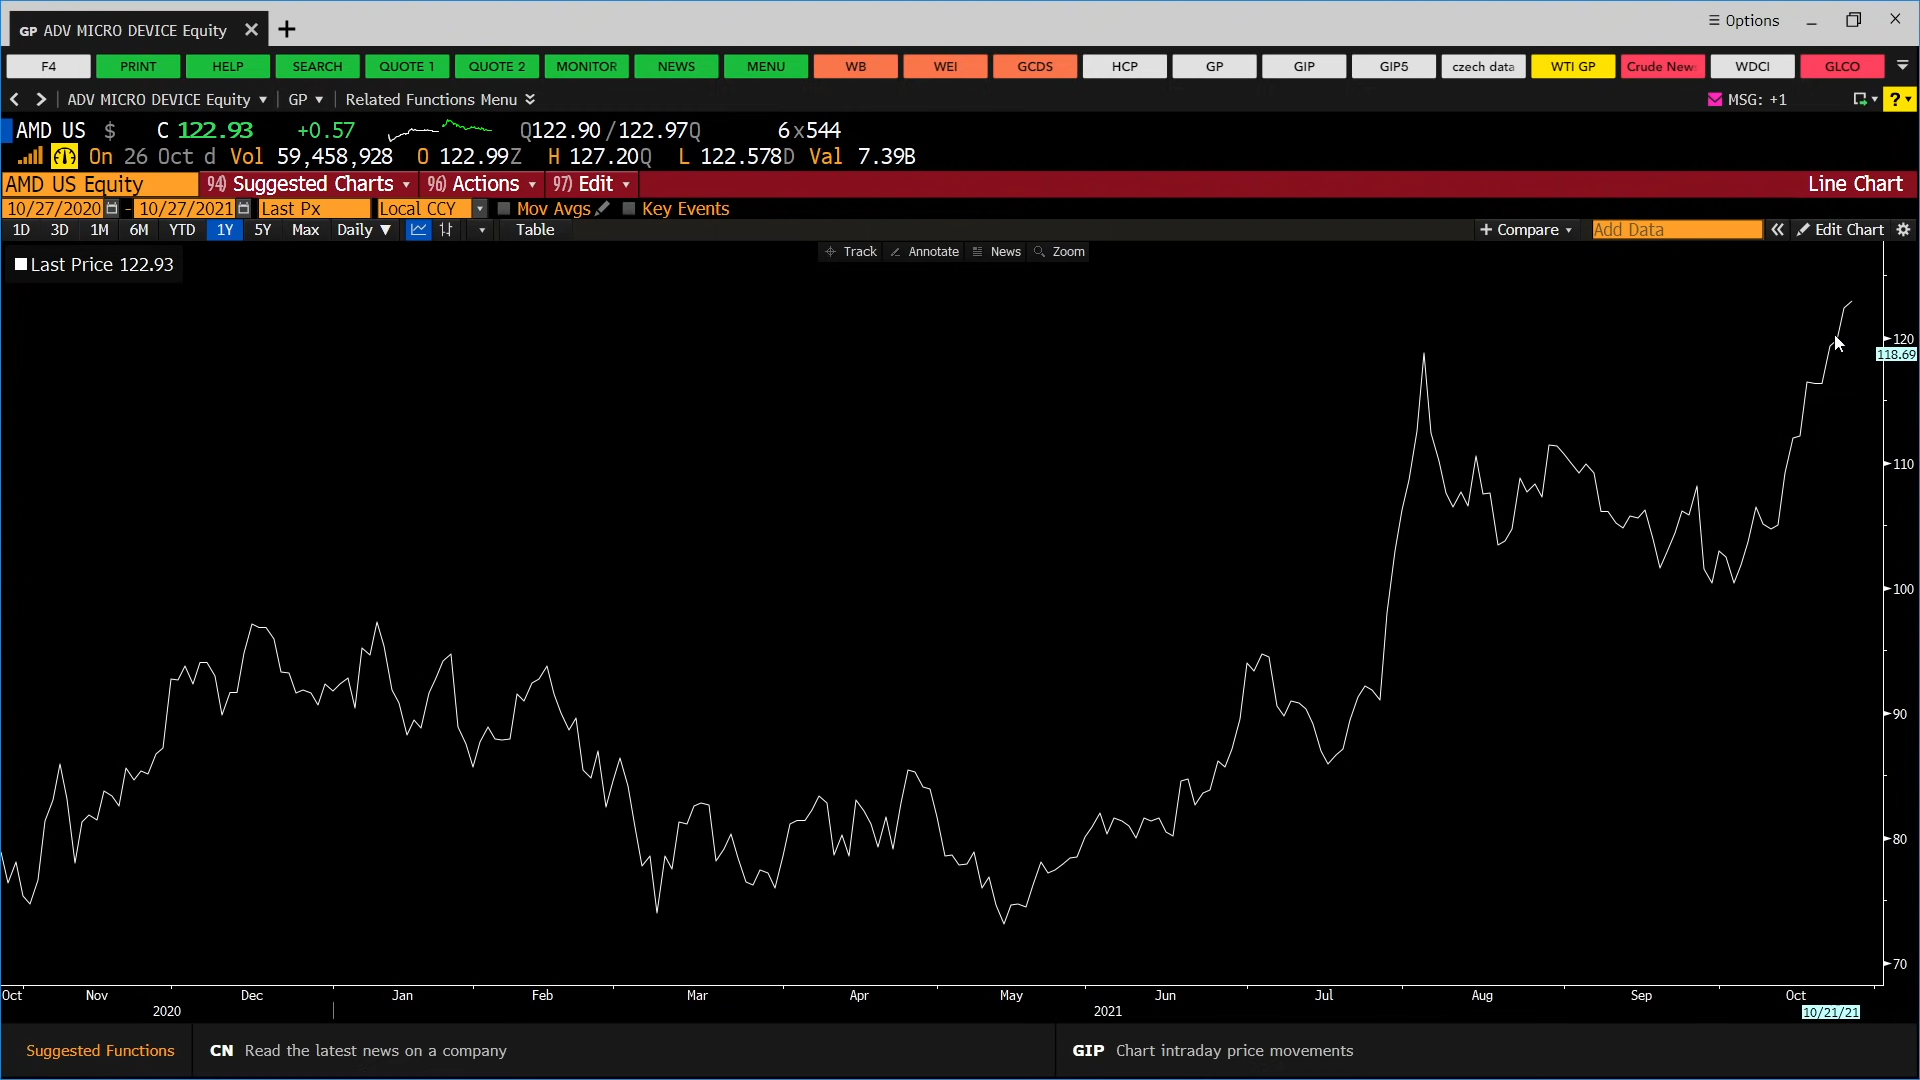 GP ADV MICRO DEVICE Equity
Options
F4 PRINT HELP SEARCH QUOTE 1 QUOTE 2 MONITOR NEWS MENU WB WEI GCDS HCP GP GIP GIP5 czech data WTI GP Crude New WDCI GLCO
ADV MICRO DEVICE Equity GP Related Functions Menu MSG: +1 ?
AMD US $ C 122.93 +0.57 Q122.90 /122.97Q 6x544
On 26 Oct d Vol 59,458,928 O 122.99Z H 127.20Q L 122.578D Val 7.39B
AMD US Equity 94) Suggested Charts 96) Actions 97) Edit Line Chart
10/27/2020 - 10/27/2021 Last Px Local CCY Mov Avgs Key Events
1D 3D 1M 6M YTD 1Y 5Y Max Daily ▼ Table + Compare Add Data « Edit Chart
Track Annotate News Zoom
Last Price 122.93
120
118.69
110
100
90
80
70
Oct Nov Dec Jan Feb Mar Apr May Jun Jul Aug Sep Oct
2020 2021 10/21/21
Suggested Functions CN Read the latest news on a company GIP Chart intraday price movements